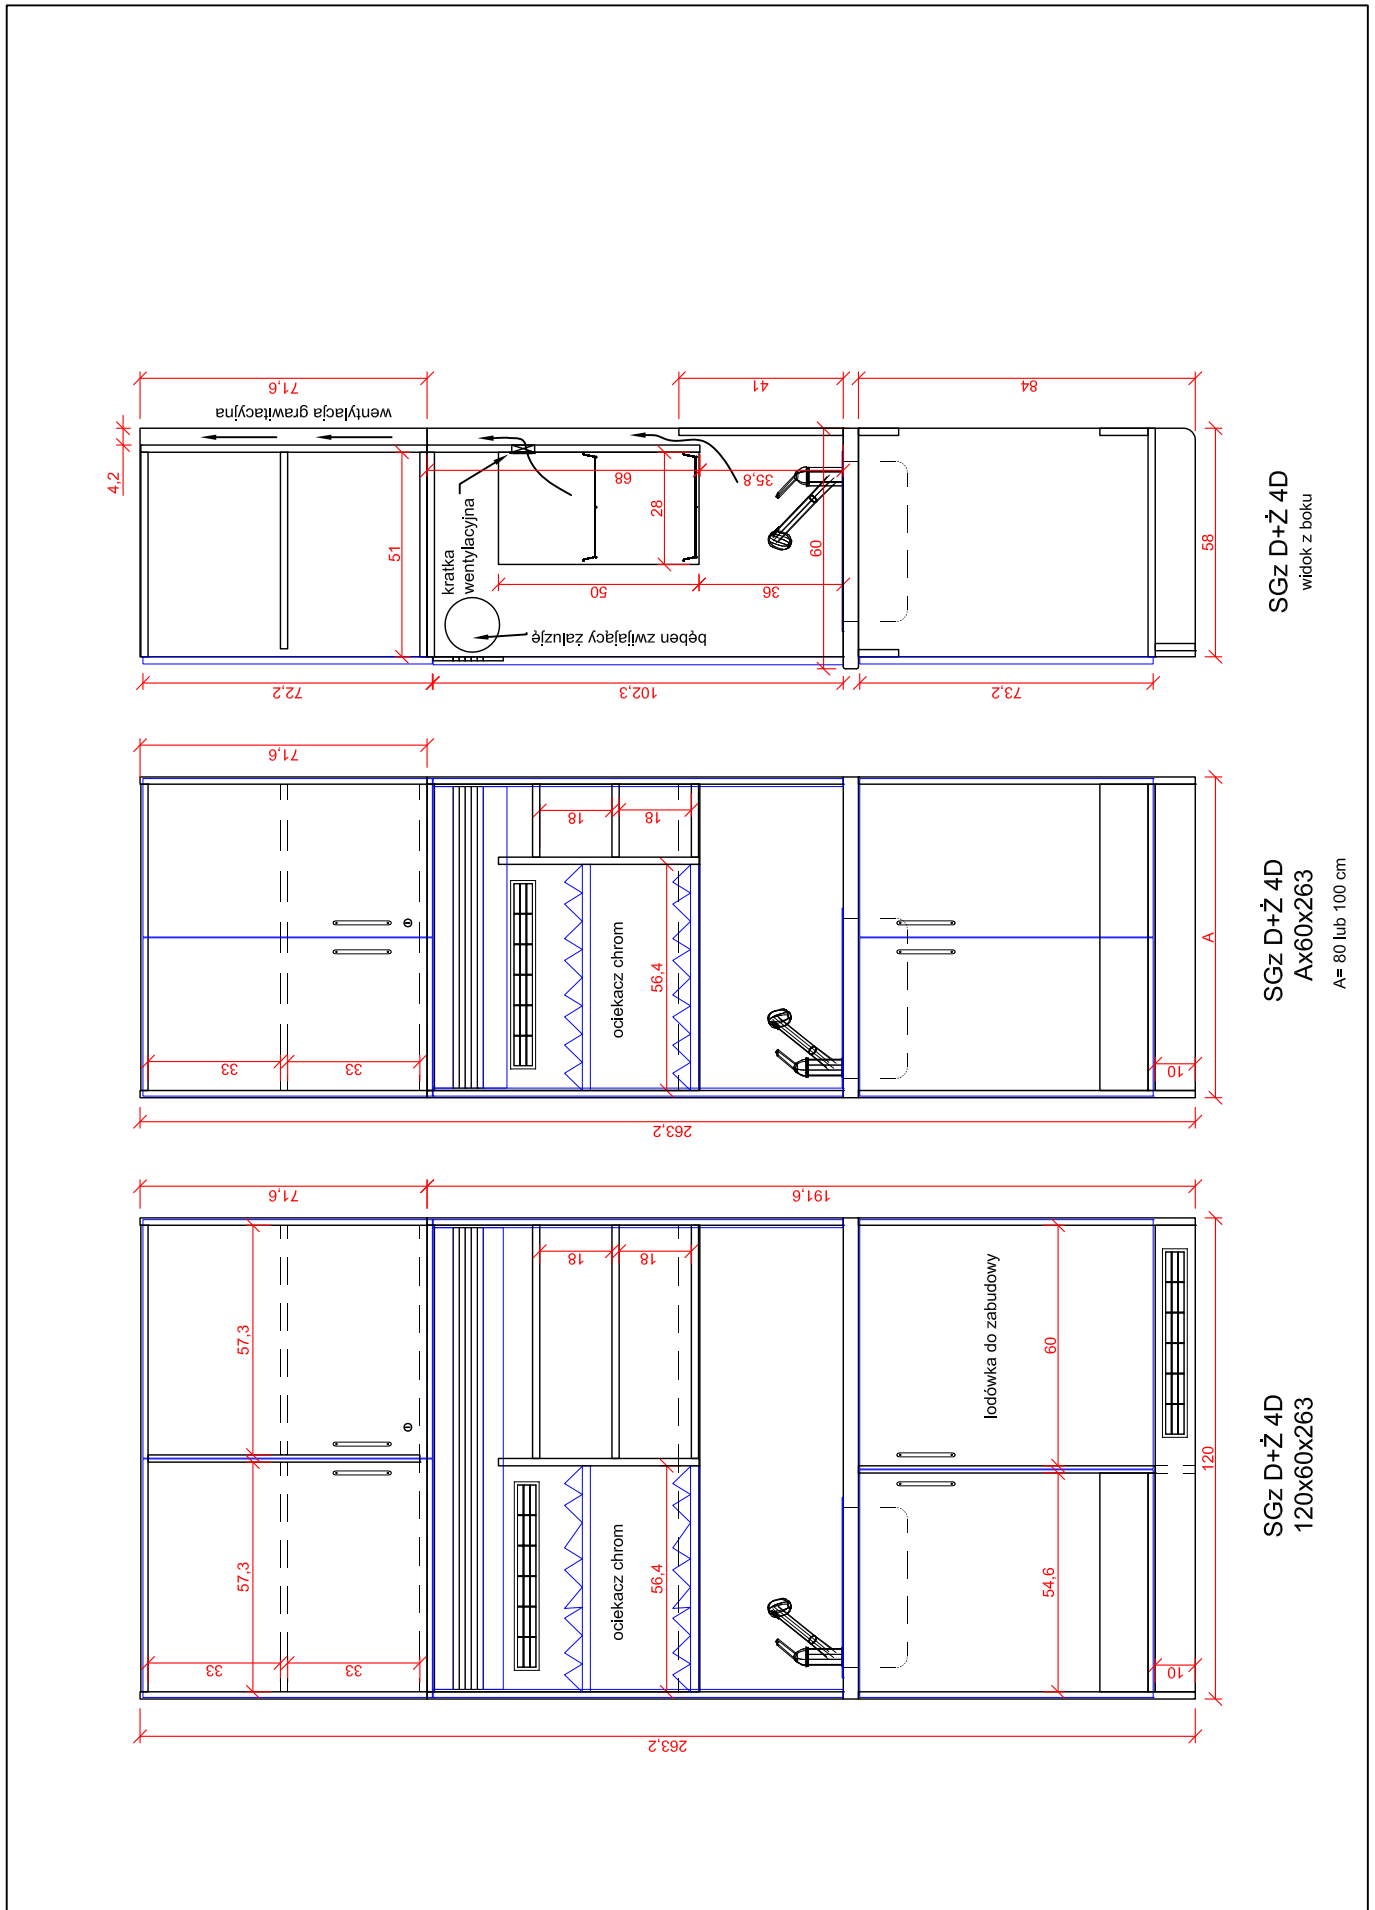 4,2
71,6
wentylacja grawitacyjna
41
84
51
kratka
wentylacyjna
68
28
35,8
60
50
36
bęben zwijający żaluzję
58
72,2
102,3
73,2
SGz D+Ż 4D
widok z boku
71,6
18
18
33
33
ociekacz chrom
56,4
A
10
263,2
SGz D+Ż 4D
Ax60x263
A= 80 lub 100 cm
71,6
191,6
57,3
57,3
18
18
33
33
ociekacz chrom
56,4
lodówka do zabudowy
60
54,6
120
10
263,2
SGz D+Ż 4D
120x60x263